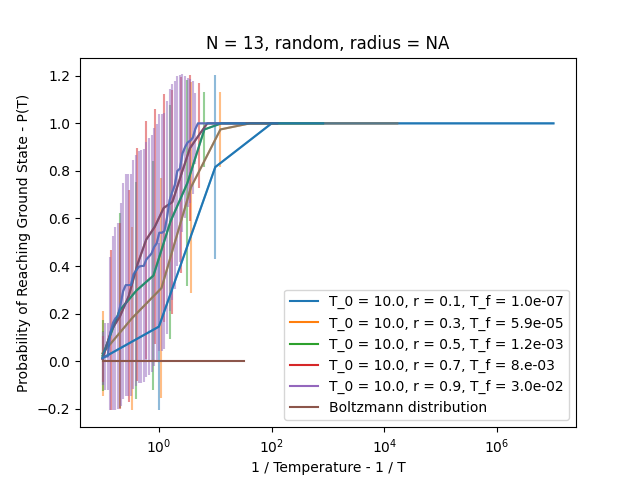 N = 13, random, radius = NA
Probability of Reaching Ground State - P(T)
1.2
1.0
0.8
0.6
0.4
0.2
0.0
−0.2
10⁰
10²
10⁴
10⁶
1 / Temperature - 1 / T
T_0 = 10.0, r = 0.1, T_f = 1.0e-07
T_0 = 10.0, r = 0.3, T_f = 5.9e-05
T_0 = 10.0, r = 0.5, T_f = 1.2e-03
T_0 = 10.0, r = 0.7, T_f = 8.e-03
T_0 = 10.0, r = 0.9, T_f = 3.0e-02
Boltzmann distribution